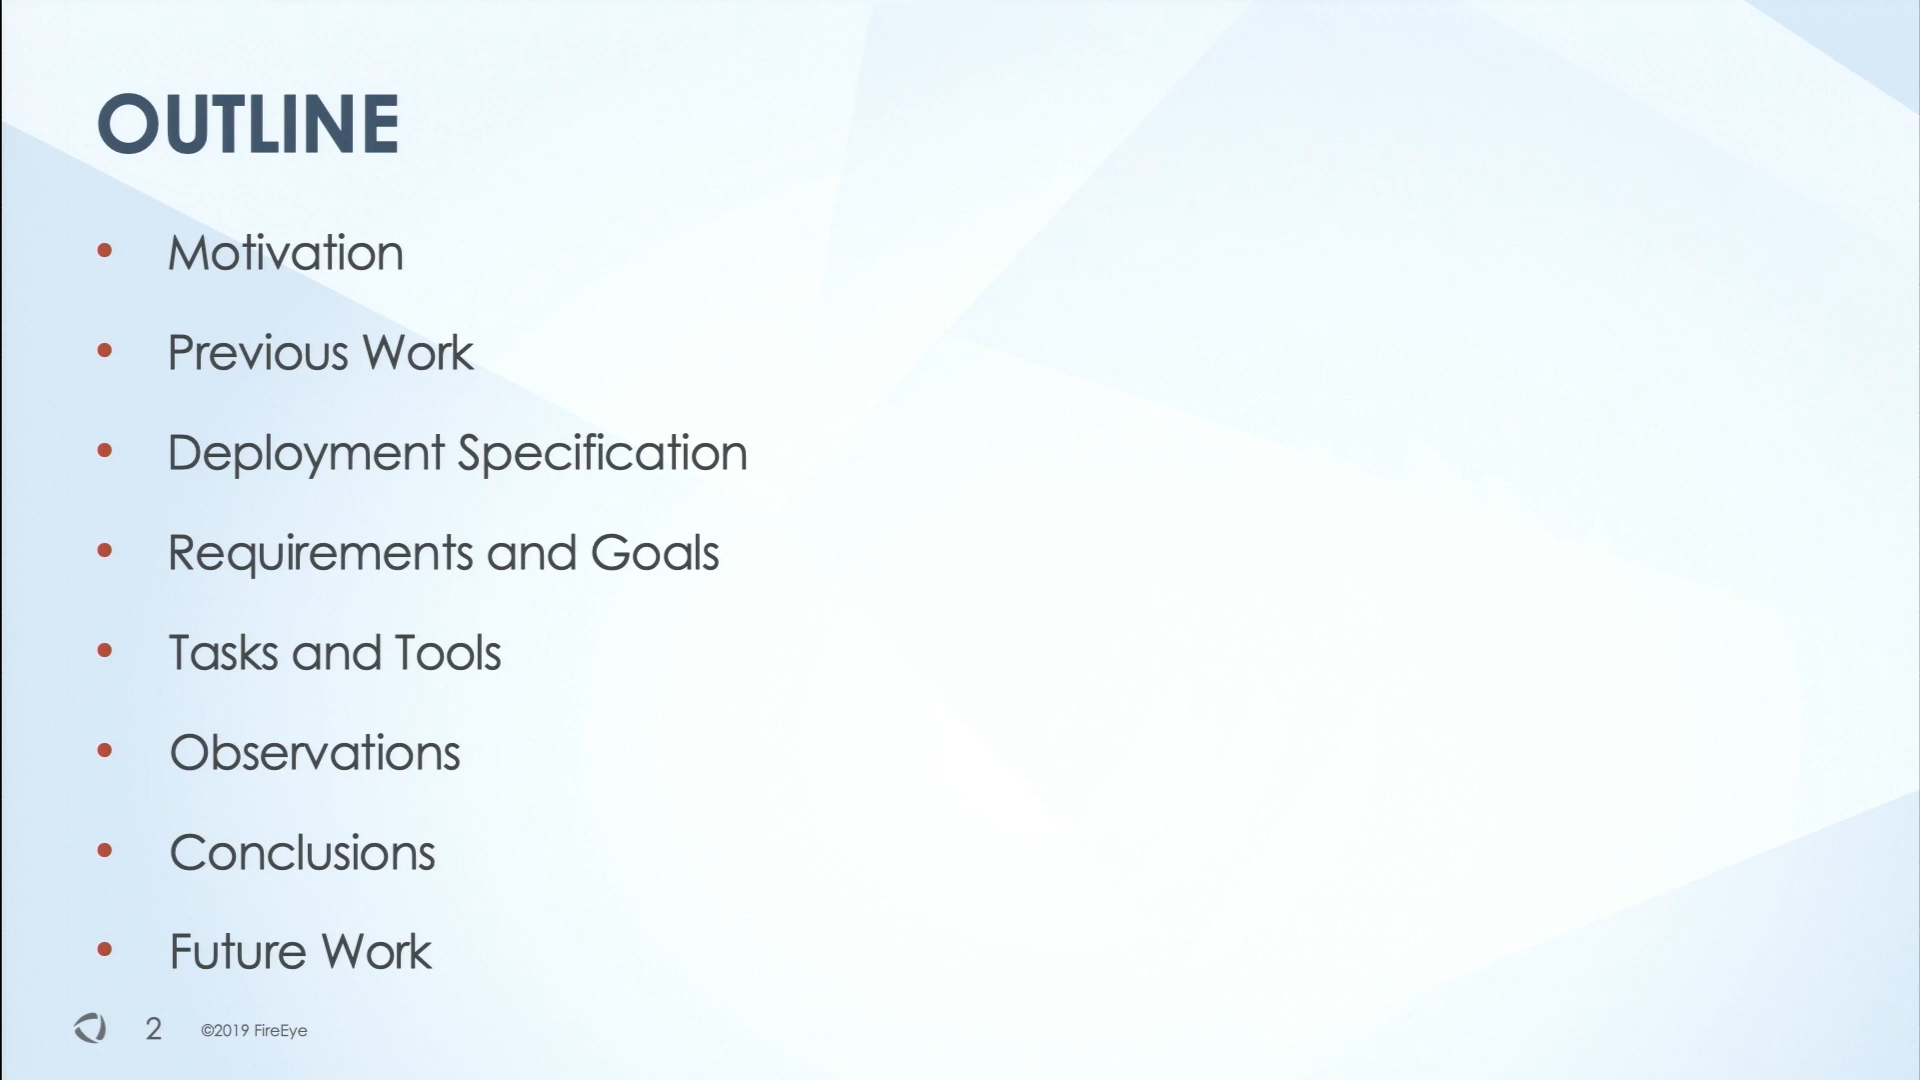 OUTLINE
• Motivation
• Previous Work
• Deployment Specification
• Requirements and Goals
• Tasks and Tools
• Observations
• Conclusions
• Future Work
2 ©2019 FireEye